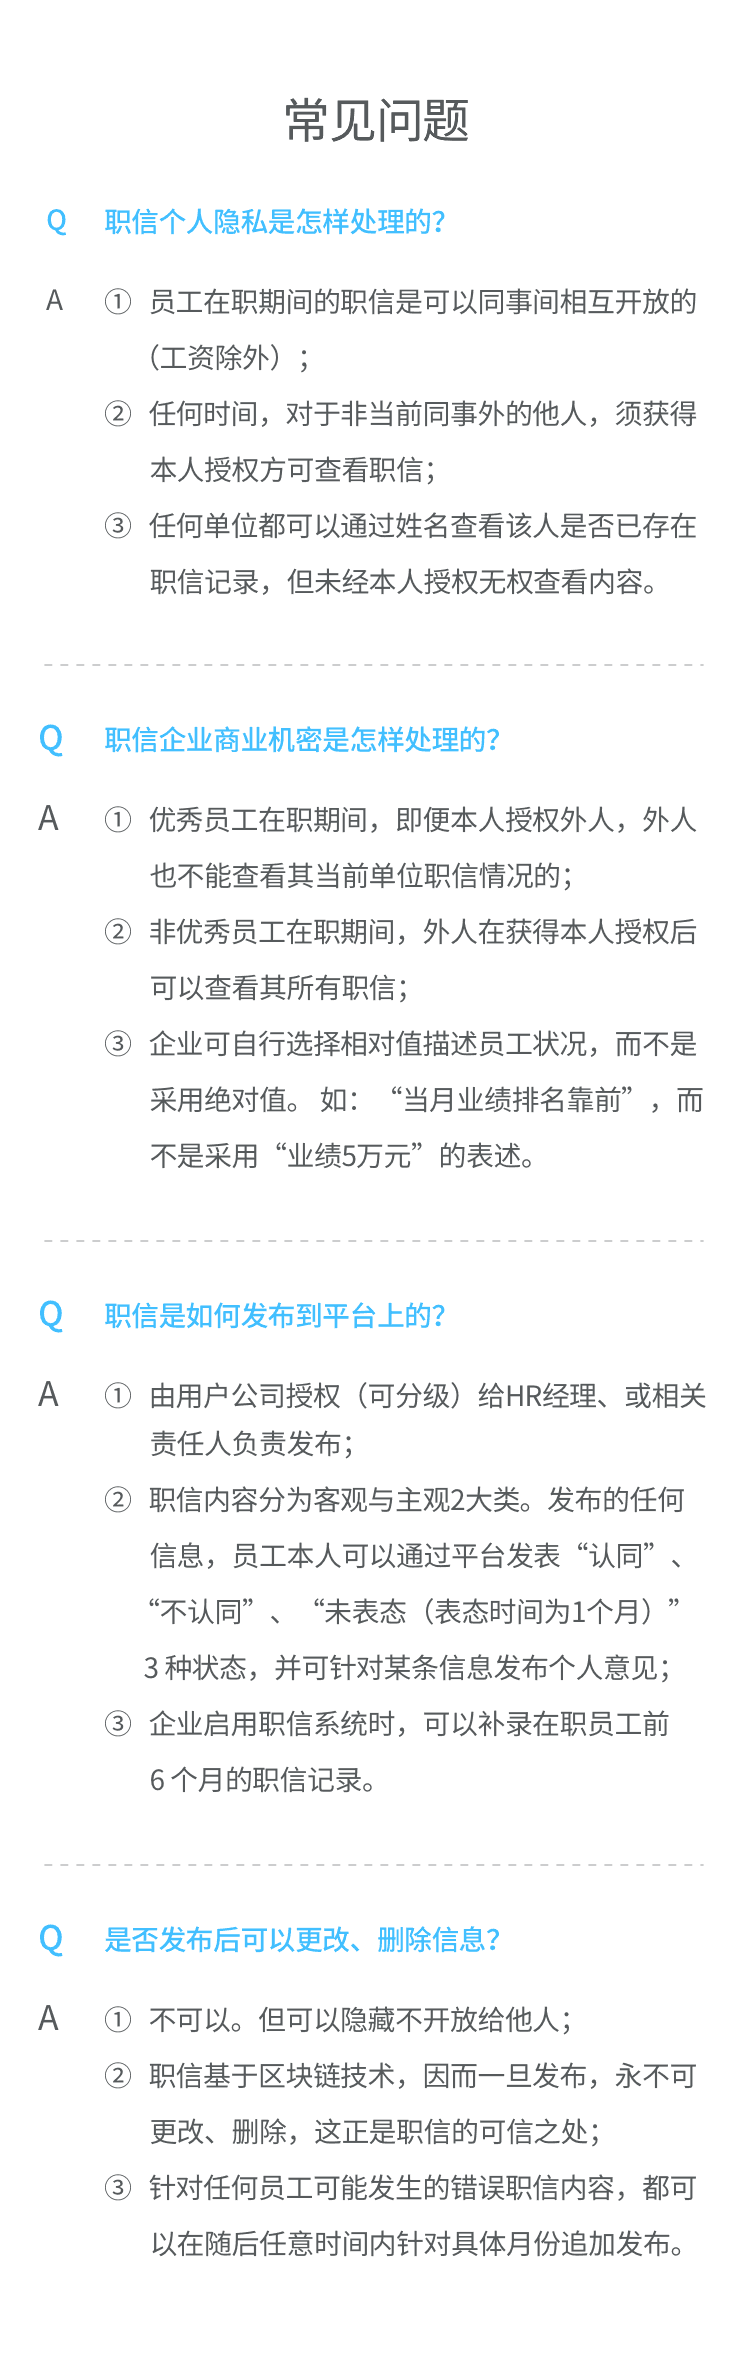 常见问题
Q 职信个人隐私是怎样处理的？
A ① 员工在职期间的职信是可以同事间相互开放的
（工资除外）；
② 任何时间，对于非当前同事外的他人，须获得
本人授权方可查看职信；
③ 任何单位都可以通过姓名查看该人是否已存在
职信记录，但未经本人授权无权查看内容。
Q 职信企业商业机密是怎样处理的？
A ① 优秀员工在职期间，即便本人授权外人，外人
也不能查看其当前单位职信情况的；
② 非优秀员工在职期间，外人在获得本人授权后
可以查看其所有职信；
③ 企业可自行选择相对值描述员工状况，而不是
采用绝对值。 如：“当月业绩排名靠前”，而
不是采用“业绩5万元”的表述。
Q 职信是如何发布到平台上的？
A ① 由用户公司授权（可分级）给HR经理、或相关
责任人负责发布；
② 职信内容分为客观与主观2大类。发布的任何
信息，员工本人可以通过平台发表“认同”、
“不认同”、“未表态（表态时间为1个月）”
3 种状态，并可针对某条信息发布个人意见；
③ 企业启用职信系统时，可以补录在职员工前
6 个月的职信记录。
Q 是否发布后可以更改、删除信息？
A ① 不可以。但可以隐藏不开放给他人；
② 职信基于区块链技术，因而一旦发布，永不可
更改、删除，这正是职信的可信之处；
③ 针对任何员工可能发生的错误职信内容，都可
以在随后任意时间内针对具体月份追加发布。